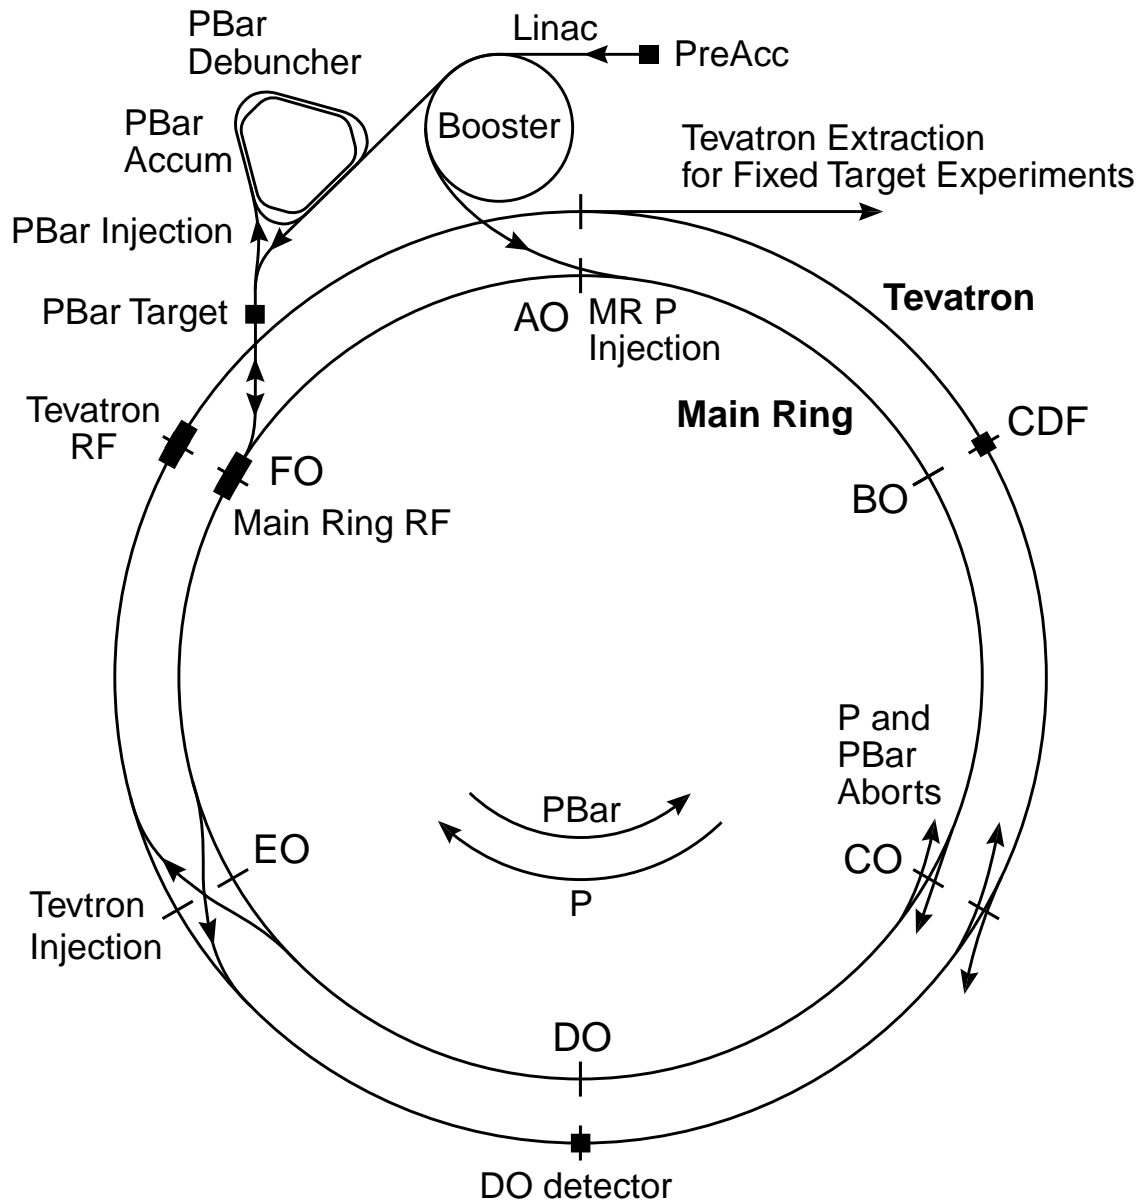 PBar
Debuncher
Linac
PreAcc
PBar
Accum
Booster
Tevatron Extraction
for Fixed Target Experiments
PBar Injection
PBar Target
AO
MR P
Injection
Tevatron
Main Ring
Tevatron
RF
CDF
FO
Main Ring RF
BO
P and
PBar
Aborts
PBar
P
EO
CO
Tevtron
Injection
DO
DO detector